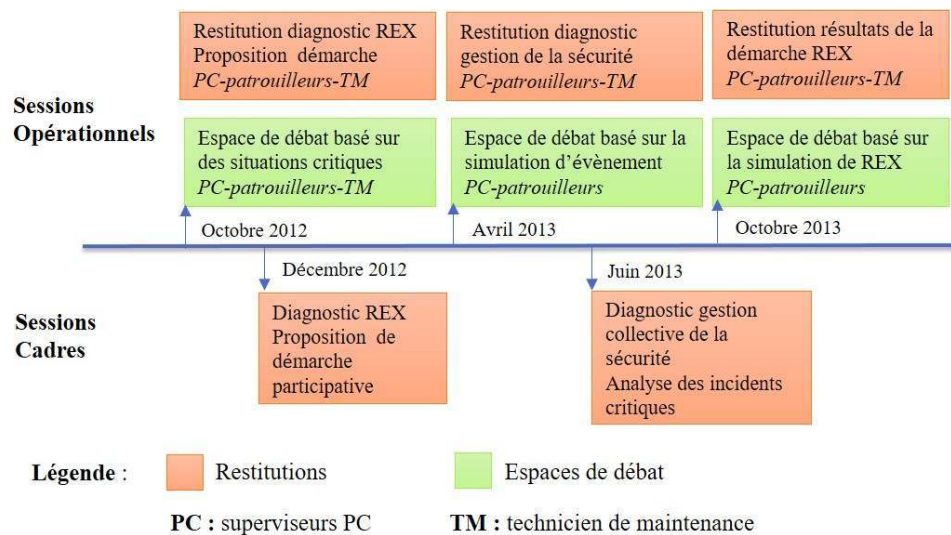 Restitution diagnostic REX
Proposition démarche
PC-patrouilleurs-TM
Restitution diagnostic
gestion de la sécurité
PC-patrouilleurs-TM
Restitution résultats de la
démarche REX
PC-patrouilleurs-TM
Sessions
Opérationnels
Espace de débat basé sur
des situations critiques
PC-patrouilleurs-TM
Espace de débat basé sur la
simulation d'évènement
PC-patrouilleurs
Espace de débat basé sur
la simulation de REX
PC-patrouilleurs
Octobre 2012
Avril 2013
Octobre 2013
Décembre 2012
Juin 2013
Sessions
Cadres
Diagnostic REX
Proposition de
démarche
participative
Diagnostic gestion
collective de la
sécurité
Analyse des incidents
critiques
Légende :
Restitutions
Espaces de débat
PC : superviseurs PC
TM : technicien de maintenance